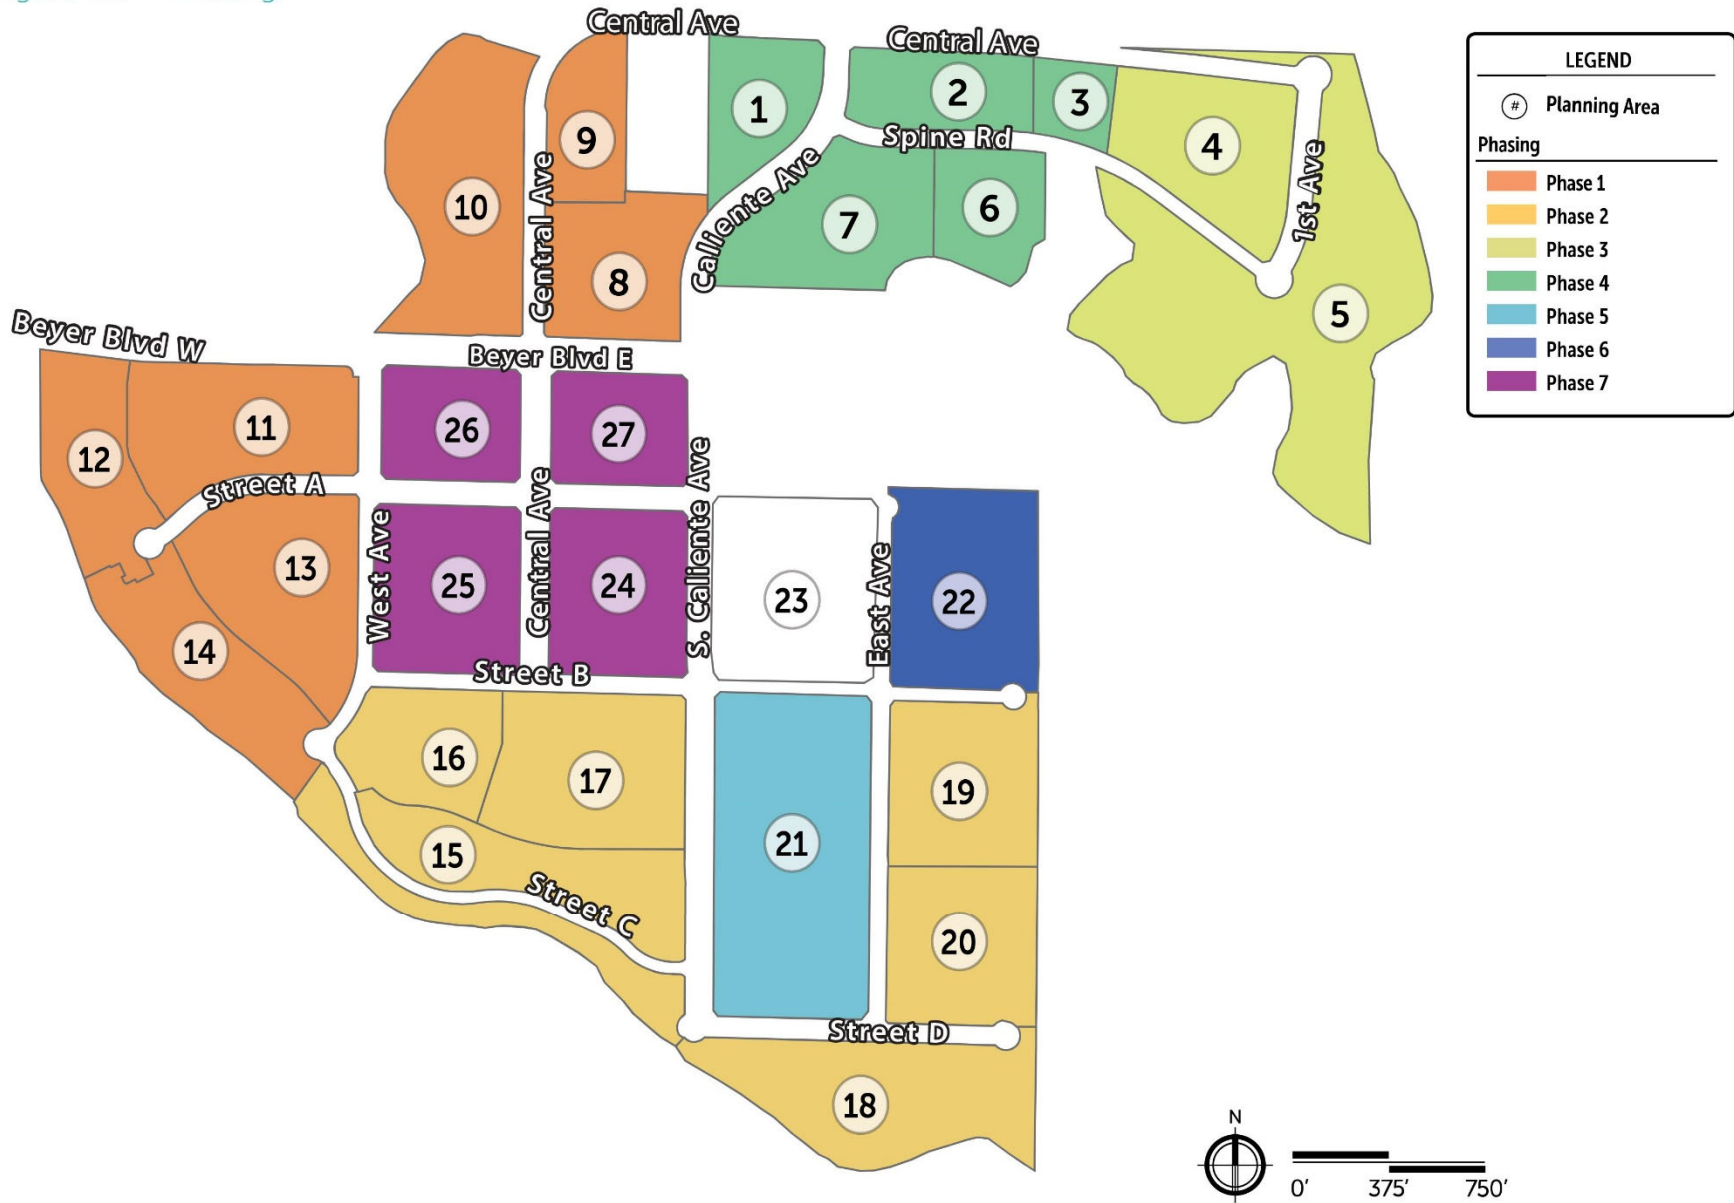 Central Ave
Central Ave
1
2
3
4
5
6
7
8
9
10
Spine Rd
1st Ave
Caliente Ave
Central Ave
Beyer Blvd W
Beyer Blvd E
11
12
13
14
Street A
26
27
25
24
23
22
West Ave
Central Ave
S. Caliente Ave
East Ave
Street B
16
17
15
21
19
20
Street C
Street D
18
LEGEND
# Planning Area
Phasing
Phase 1
Phase 2
Phase 3
Phase 4
Phase 5
Phase 6
Phase 7
N
0' 375' 750'